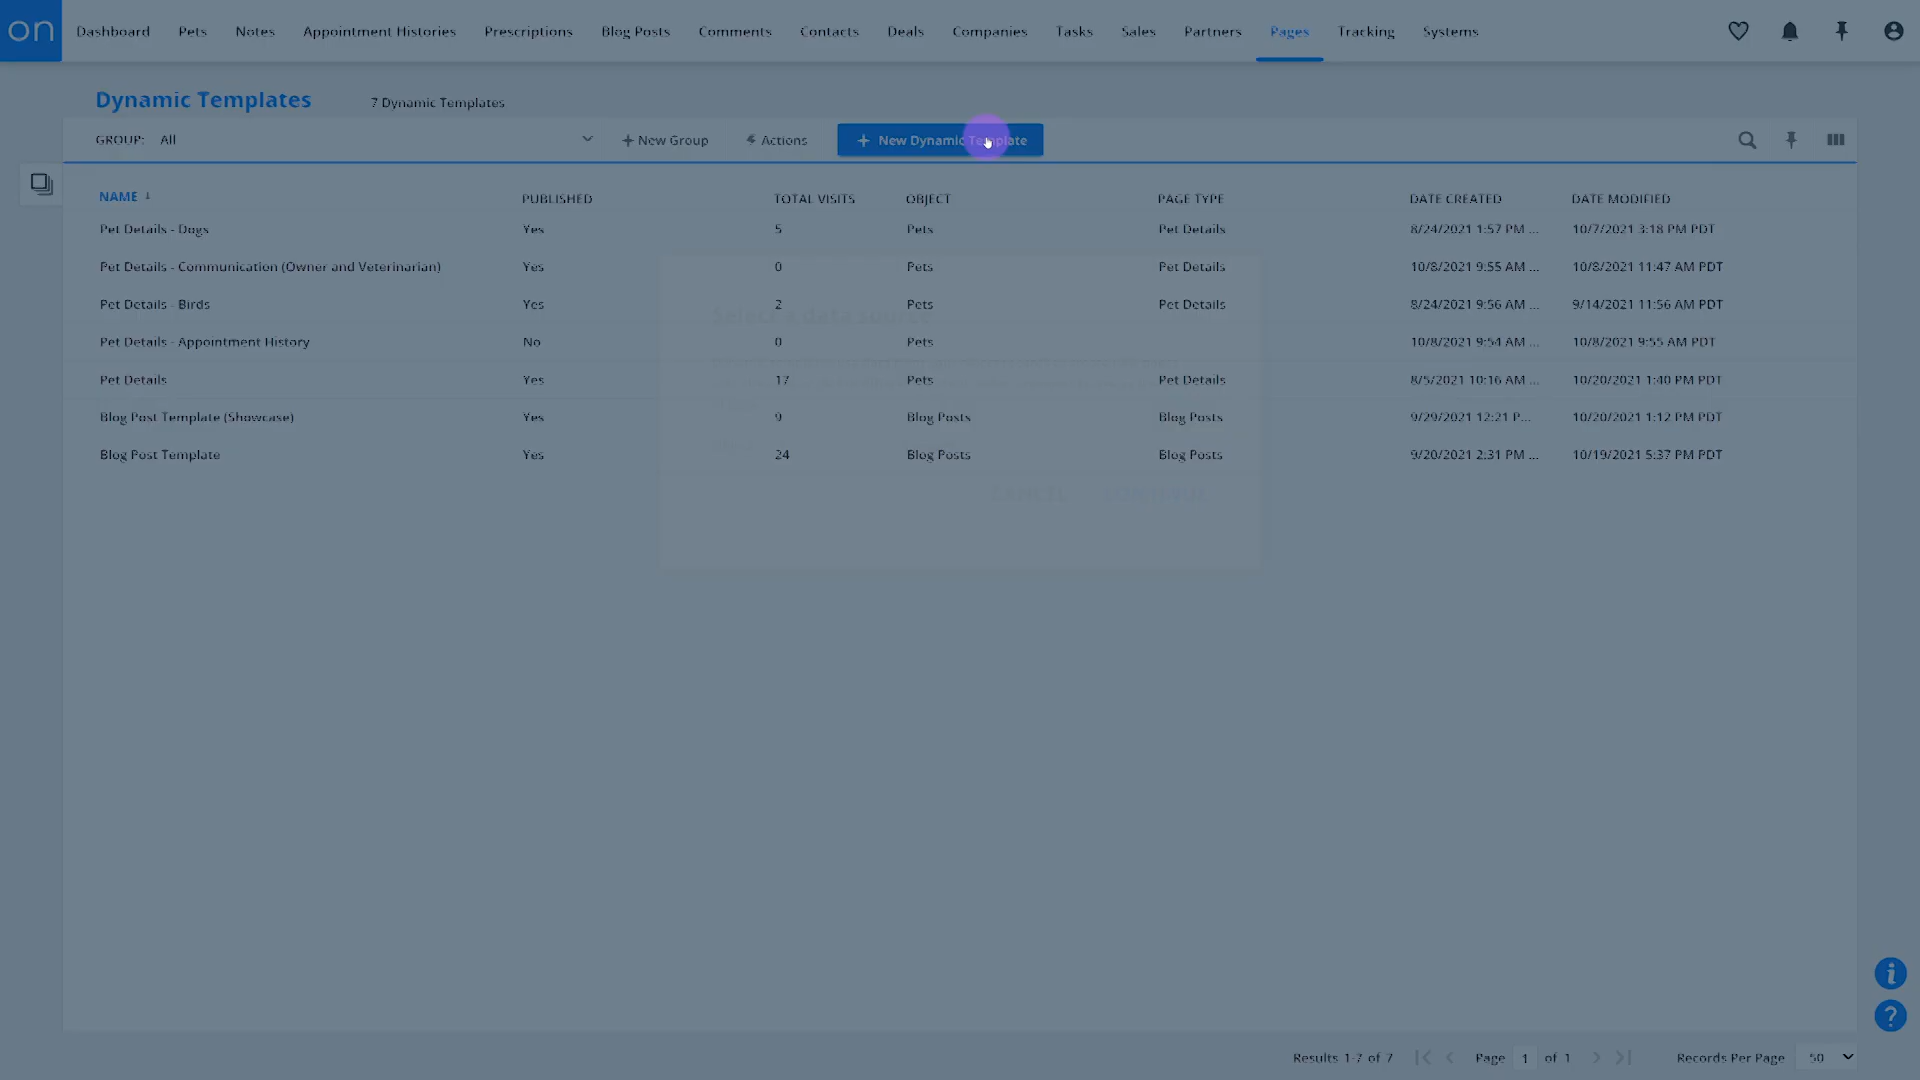 on Dashboard Pets Notes Appointment Histories Prescriptions Blog Posts Comments Contacts Deals Companies Tasks Sales Partners Pages Tracking Systems
Dynamic Templates 7 Dynamic Templates
GROUP: All + New Group Actions + New Dynamic Template
NAME ↓ PUBLISHED TOTAL VISITS OBJECT PAGE TYPE DATE CREATED DATE MODIFIED
Pet Details - Dogs Yes 5 Pets Pet Details 8/24/2021 1:57 PM ... 10/7/2021 3:18 PM PDT
Pet Details - Communication (Owner and Veterinarian) Yes 0 Pets Pet Details 10/8/2021 9:55 AM ... 10/8/2021 11:47 AM PDT
Pet Details - Birds Yes 2 Pets Pet Details 8/24/2021 9:56 AM ... 9/14/2021 11:56 AM PDT
Select a data source
Pet Details - Appointment History No 0 Pets 10/8/2021 9:54 AM ... 10/8/2021 9:55 AM PDT
Pet Details Yes 17 Pets Pet Details 8/5/2021 10:16 AM ... 10/20/2021 1:40 PM PDT
Blog Post Template (Showcase) Yes 9 Blog Posts Blog Posts 9/29/2021 12:21 P... 10/20/2021 1:12 PM PDT
Blog Post Template Yes 24 Blog Posts Blog Posts 9/20/2021 2:31 PM ... 10/19/2021 5:37 PM PDT
CANCEL
Results 1-7 of 7 Page 1 of 1 Records Per Page 50